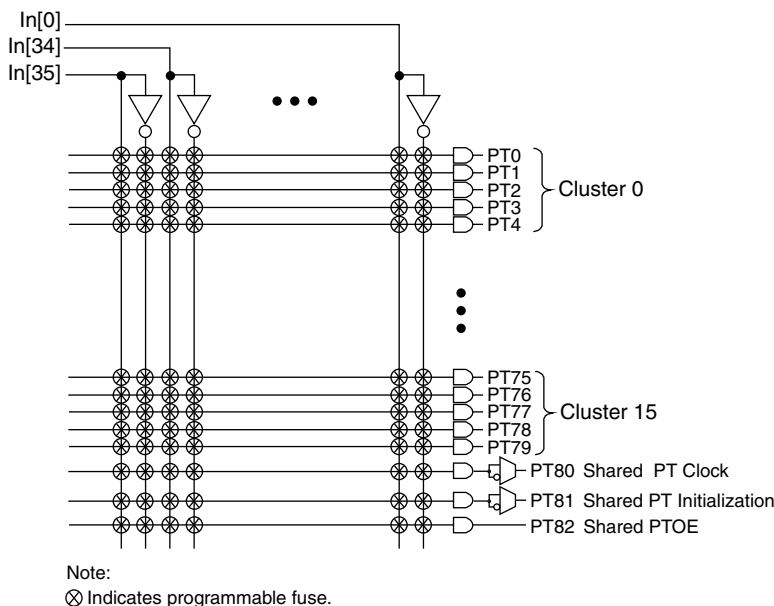 In[0]
In[34]
In[35]
PT0
PT1
PT2
PT3
PT4
Cluster 0
PT75
PT76
PT77
PT78
PT79
Cluster 15
PT80 Shared PT Clock
PT81 Shared PT Initialization
PT82 Shared PTOE
Note:
Indicates programmable fuse.